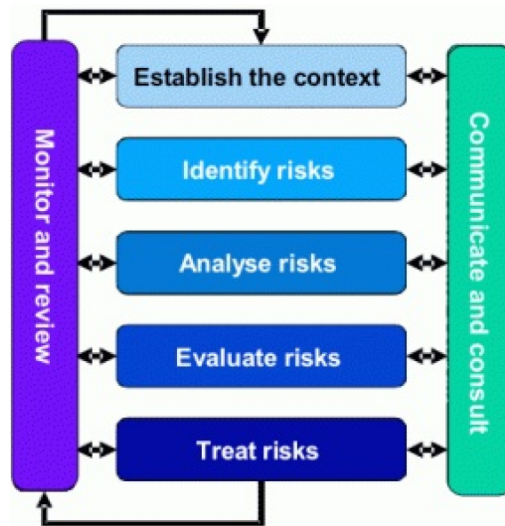 Establish the context
Identify risks
Analyse risks
Evaluate risks
Treat risks
Monitor and review
Communicate and consult